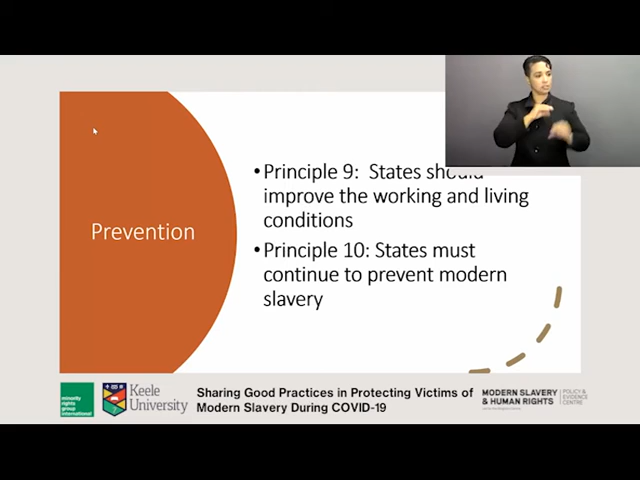 Prevention
•Principle 9: States should
improve the working and living
conditions
•Principle 10: States must
continue to prevent modern
slavery
minority
rights
group
international
Keele
University
Sharing Good Practices in Protecting Victims of
Modern Slavery During COVID-19
MODERN SLAVERY
& HUMAN RIGHTS
POLICY &
EVIDENCE
CENTRE